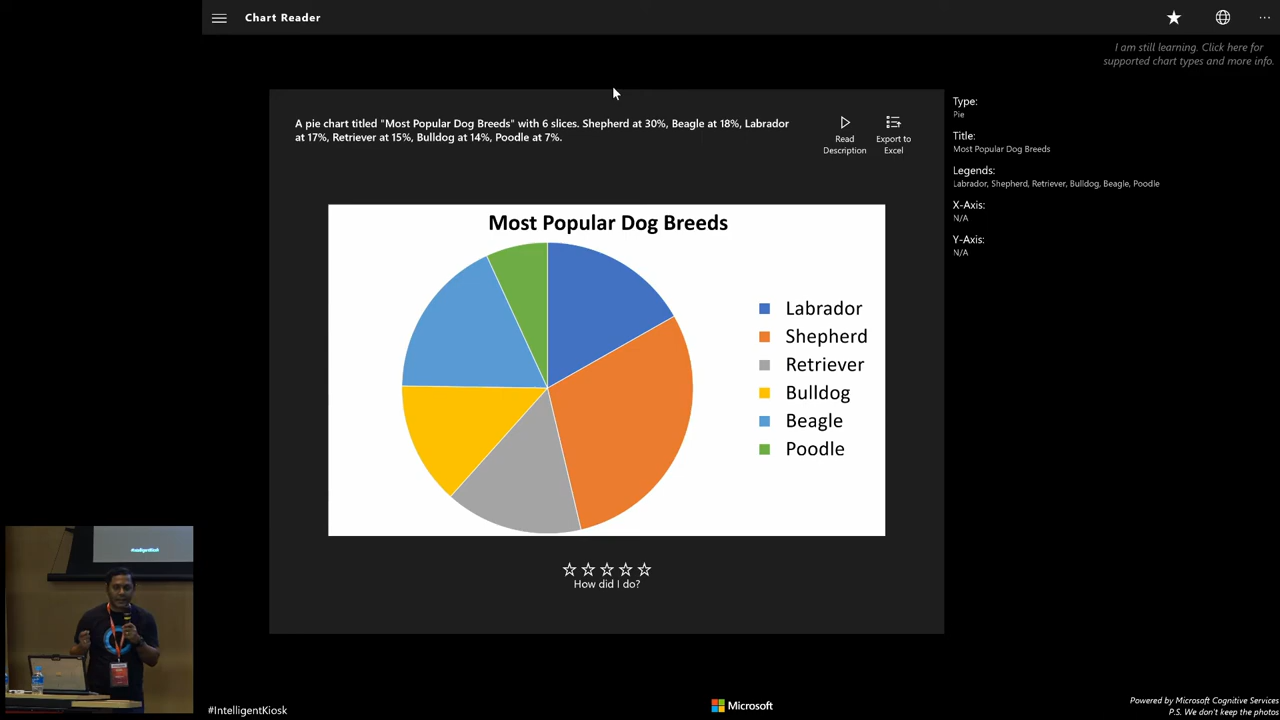 Chart Reader
I am still learning. Click here for
supported chart types and more info.
A pie chart titled "Most Popular Dog Breeds" with 6 slices. Shepherd at 30%, Beagle at 18%, Labrador
at 17%, Retriever at 15%, Bulldog at 14%, Poodle at 7%.
Read
Description
Export to
Excel
Type:
Pie
Title:
Most Popular Dog Breeds
Legends:
Labrador, Shepherd, Retriever, Bulldog, Beagle, Poodle
X-Axis:
N/A
Y-Axis:
N/A
Most Popular Dog Breeds
Labrador
Shepherd
Retriever
Bulldog
Beagle
Poodle
How did I do?
#IntelligentKiosk
Microsoft
Powered by Microsoft Cognitive Services
P.S. We don't keep the photos